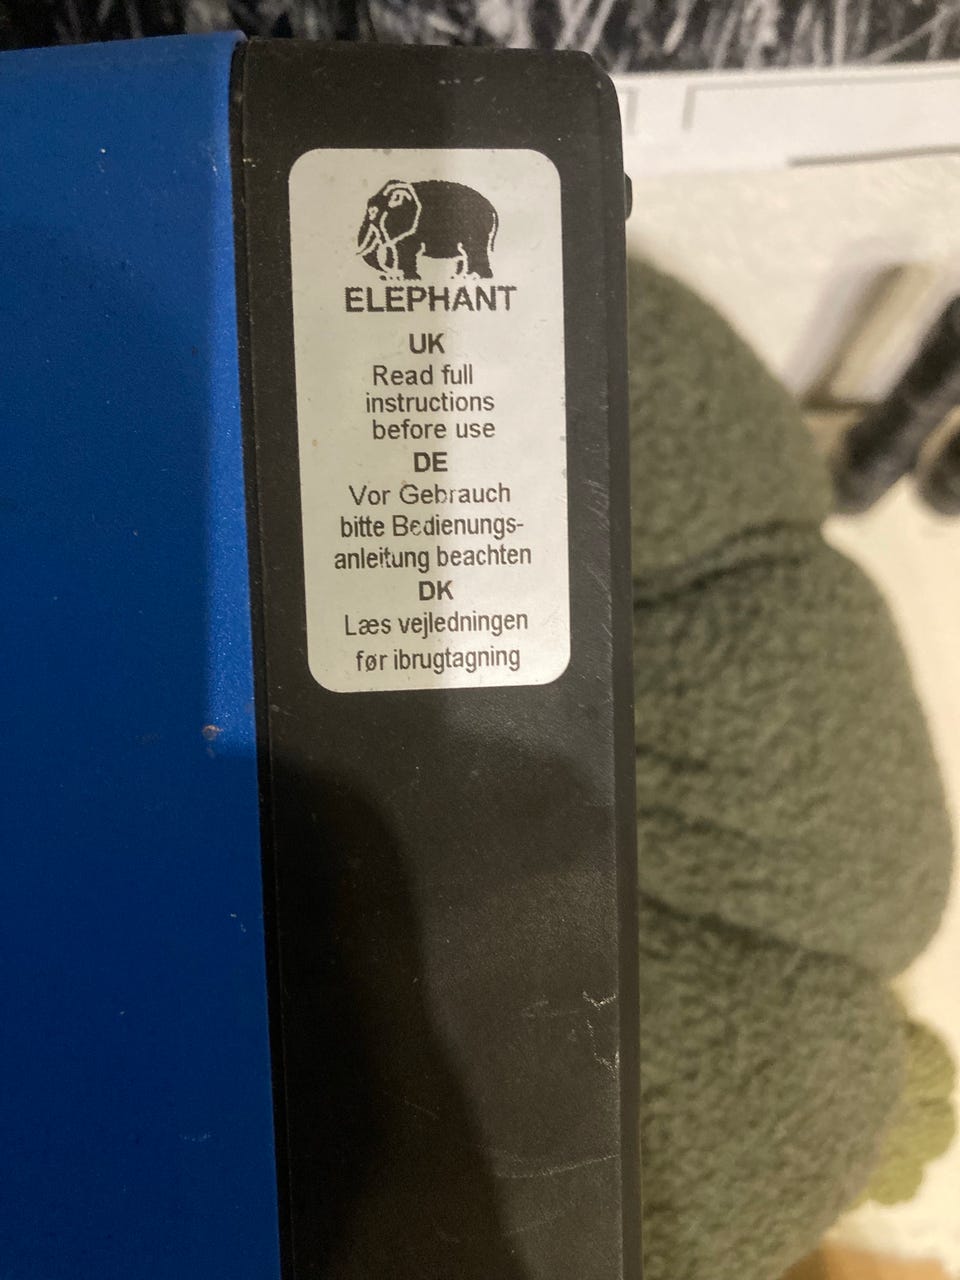 ELEPHANT
UK
Read full
instructions
before use
DE
Vor Gebrauch
bitte Bedienungs-
anleitung beachten
DK
Læs vejledningen
før ibrugtagning